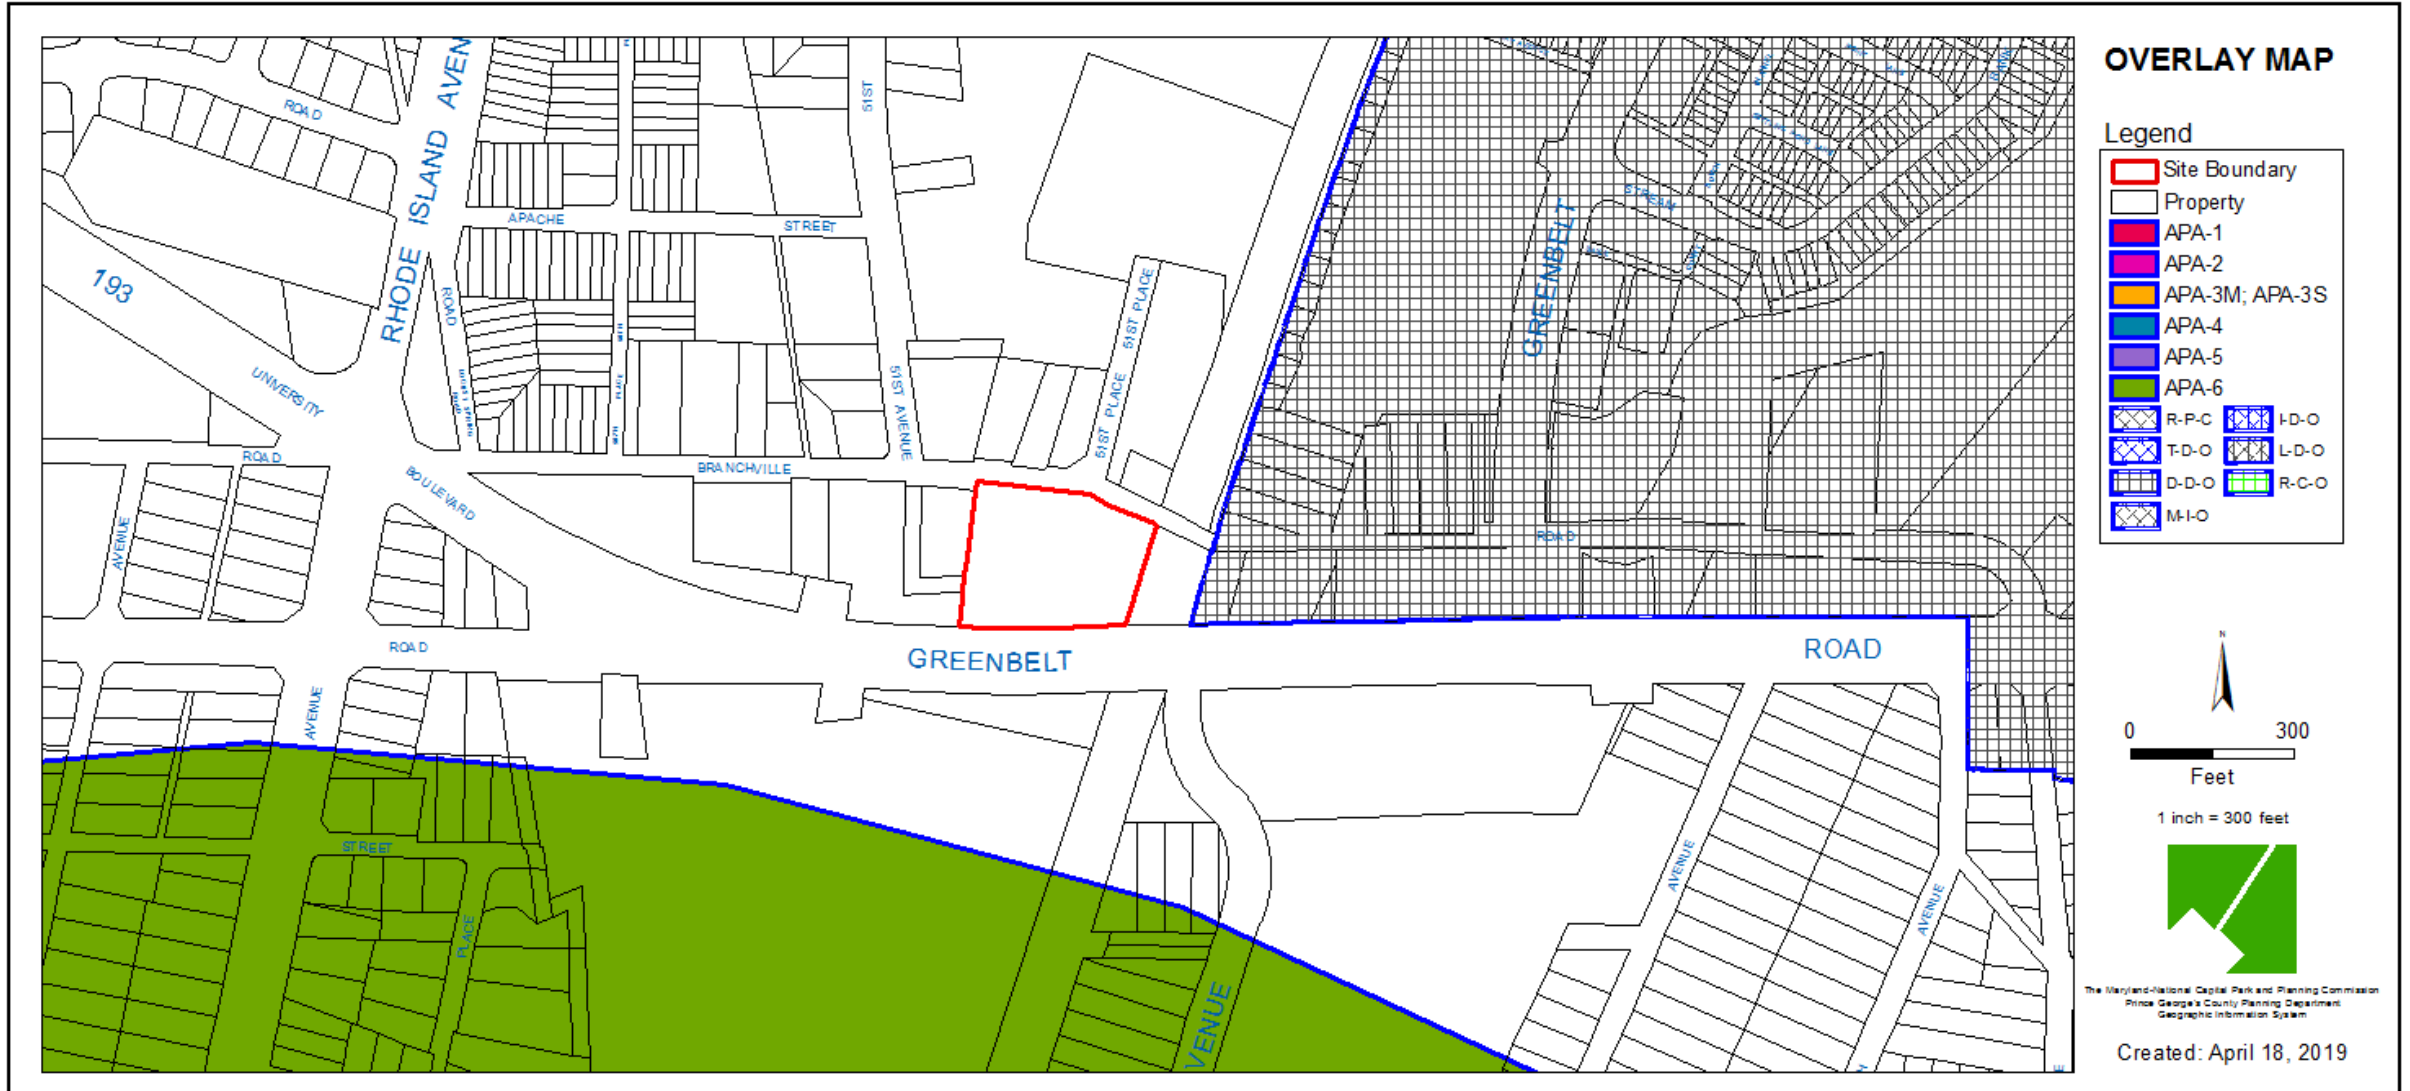 OVERLAY MAP
Legend
Site Boundary
Property
APA-1
APA-2
APA-3M; APA-3S
APA-4
APA-5
APA-6
R-P-C
I-D-O
T-D-O
L-D-O
D-D-O
R-C-O
M-I-O
N
0 300
Feet
1 inch = 300 feet
The Maryland-National Capital Park and Planning Commission
Prince George's County Planning Department
Geographic Information System
Created: April 18, 2019
RHODE ISLAND AVEN
ROAD
51ST
193
APACHE
STREET
ROAD
UNIVERSITY
51ST PLACE
51ST PLACE
51ST AVENUE
PLACE
STREAM
GREENBELT
ROAD
BOULEVARD
BRANCHVILLE
AVENUE
ROAD
ROAD
GREENBELT
ROAD
AVENUE
STREET
PLACE
AVENUE
AVENUE
VENUE